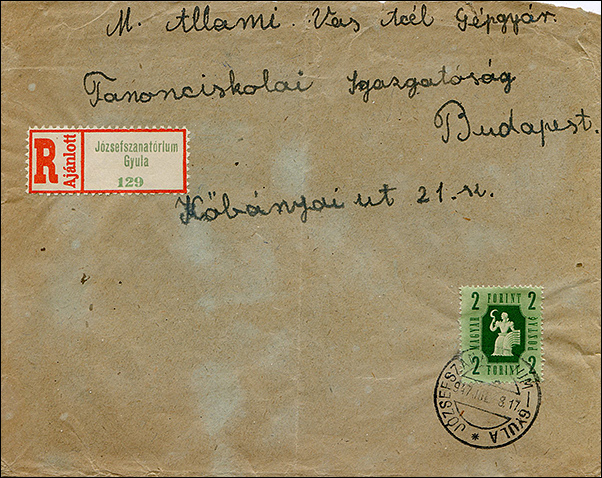 M. Állami. Vas Acél Gépgyár.
Tanonciskolai Igazgatóság
Budapest.
R
Ajánlott
Józsefszanatórium
Gyula
129
Kőbányai ut 21. sz.
2 FORINT 2
MAGYAR
POSTA
2 FORINT 2
GYULA * JÓZSEFS